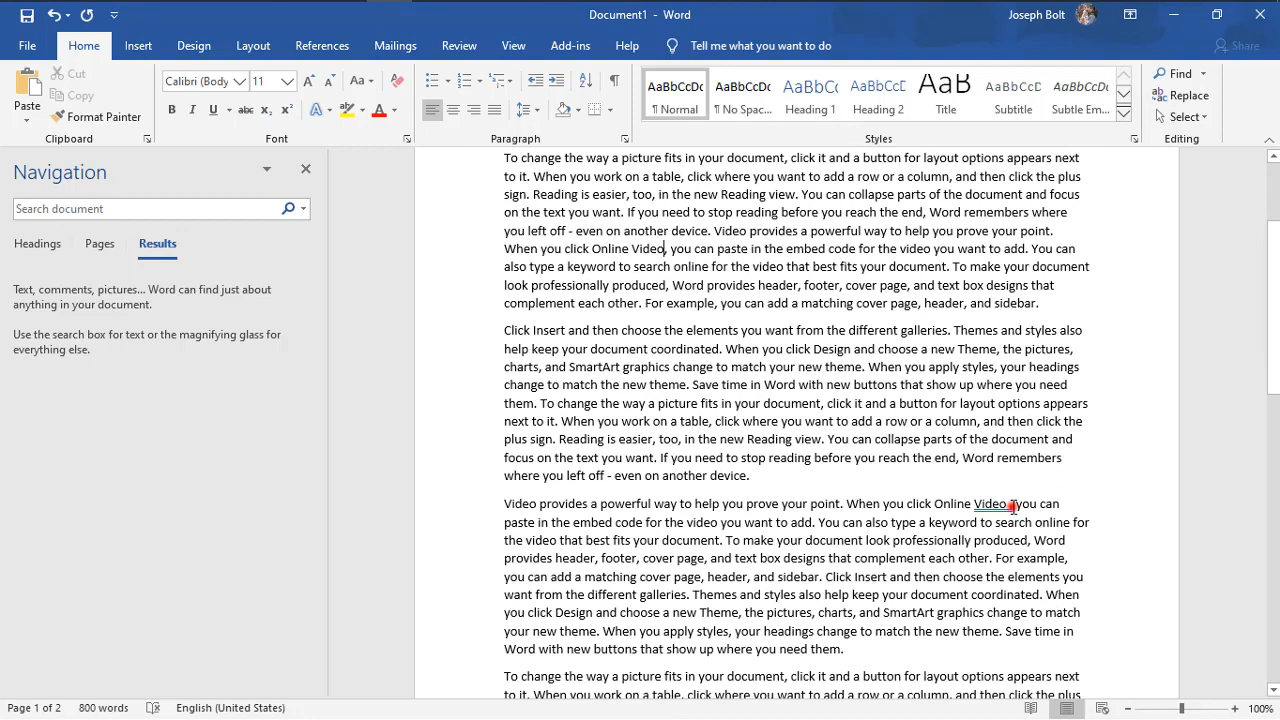 Document1 - Word
Joseph Bolt
File Home Insert Design Layout References Mailings Review View Add-ins Help Tell me what you want to do Share
Paste
Cut
Copy
Format Painter
Calibri (Body 11
AaBbCcDc AaBbCcDc AaBbCc AaBbCcD AaB AaBbCcD AaBbCcDc
¶ Normal ¶ No Spac... Heading 1 Heading 2 Title Subtitle Subtle Em...
Find
Replace
Select
Clipboard Font Paragraph Styles Editing
Navigation
Search document
Headings Pages Results
Text, comments, pictures... Word can find just about
anything in your document.
Use the search box for text or the magnifying glass for
everything else.
To change the way a picture fits in your document, click it and a button for layout options appears next
to it. When you work on a table, click where you want to add a row or a column, and then click the plus
sign. Reading is easier, too, in the new Reading view. You can collapse parts of the document and focus
on the text you want. If you need to stop reading before you reach the end, Word remembers where
you left off - even on another device. Video provides a powerful way to help you prove your point.
When you click Online Video, you can paste in the embed code for the video you want to add. You can
also type a keyword to search online for the video that best fits your document. To make your document
look professionally produced, Word provides header, footer, cover page, and text box designs that
complement each other. For example, you can add a matching cover page, header, and sidebar.
Click Insert and then choose the elements you want from the different galleries. Themes and styles also
help keep your document coordinated. When you click Design and choose a new Theme, the pictures,
charts, and SmartArt graphics change to match your new theme. When you apply styles, your headings
change to match the new theme. Save time in Word with new buttons that show up where you need
them. To change the way a picture fits in your document, click it and a button for layout options appears
next to it. When you work on a table, click where you want to add a row or a column, and then click the
plus sign. Reading is easier, too, in the new Reading view. You can collapse parts of the document and
focus on the text you want. If you need to stop reading before you reach the end, Word remembers
where you left off - even on another device.
Video provides a powerful way to help you prove your point. When you click Online Video you can
paste in the embed code for the video you want to add. You can also type a keyword to search online for
the video that best fits your document. To make your document look professionally produced, Word
provides header, footer, cover page, and text box designs that complement each other. For example,
you can add a matching cover page, header, and sidebar. Click Insert and then choose the elements you
want from the different galleries. Themes and styles also help keep your document coordinated. When
you click Design and choose a new Theme, the pictures, charts, and SmartArt graphics change to match
your new theme. When you apply styles, your headings change to match the new theme. Save time in
Word with new buttons that show up where you need them.
To change the way a picture fits in your document, click it and a button for layout options appears next
to it. When you work on a table, click where you want to add a row or a column, and then click the plus
Page 1 of 2 800 words English (United States) 100%